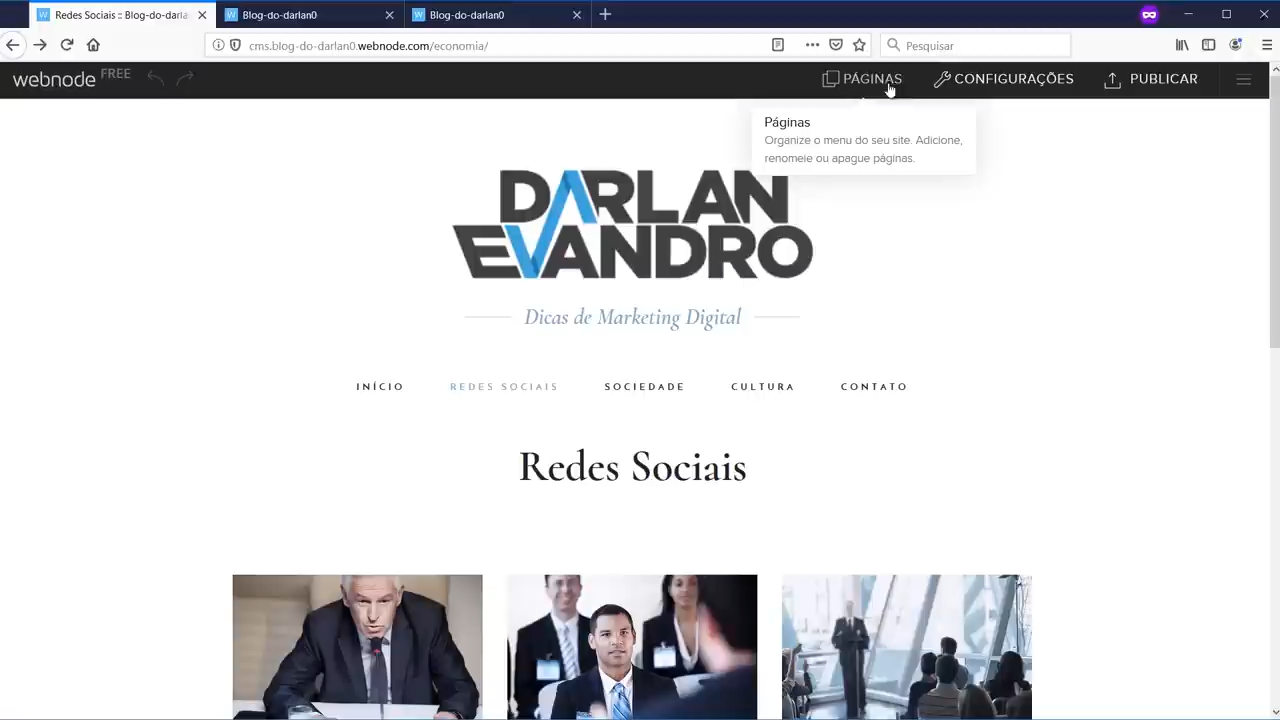 Redes Sociais :: Blog-do-darla
Blog-do-darlan0
Blog-do-darlan0
cms.blog-do-darlan0.webnode.com/economia/
Pesquisar
webnode FREE
PÁGINAS
CONFIGURAÇÕES
PUBLICAR
Páginas
Organize o menu do seu site. Adicione,
renomeie ou apague páginas.
DARLAN
EVANDRO
Dicas de Marketing Digital
INÍCIO
REDES SOCIAIS
SOCIEDADE
CULTURA
CONTATO
Redes Sociais